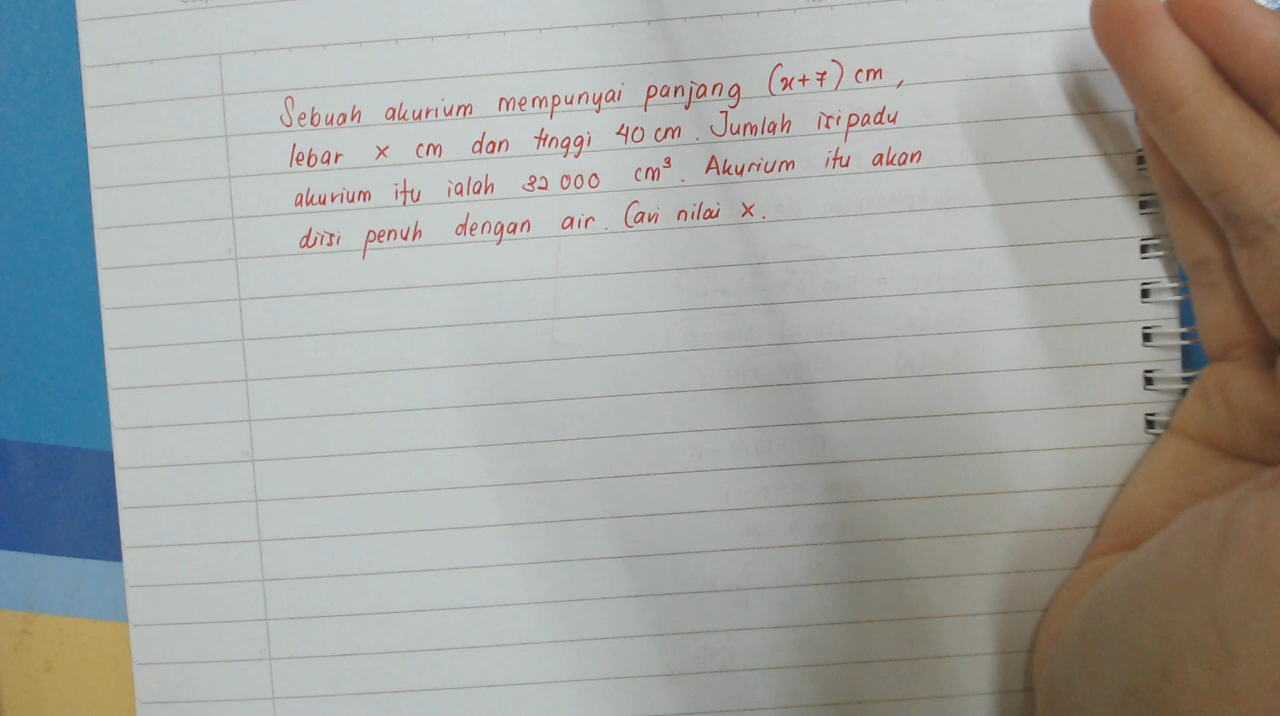 Sebuah akurium mempunyai panjang (x+7) cm,
lebar x cm dan tinggi 40 cm. Jumlah isipadu
akurium itu ialah 32 000 cm³. Akurium itu akan
diisi penuh dengan air. Cari nilai x.